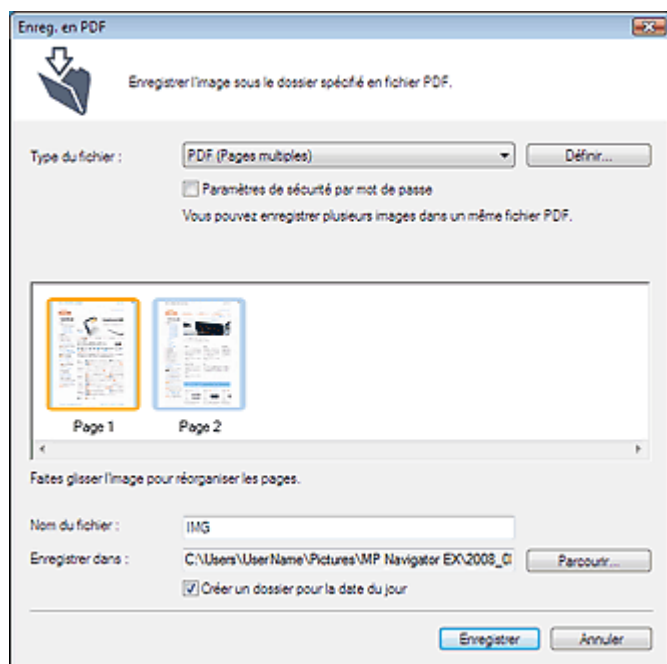 Enreg. en PDF
Enregistrer l'image sous le dossier spécifié en fichier PDF.
Type du fichier :
PDF (Pages multiples)
Définir...
Paramètres de sécurité par mot de passe
Vous pouvez enregistrer plusieurs images dans un même fichier PDF.
Page 1
Page 2
Faites glisser l'image pour réorganiser les pages.
Nom du fichier :
IMG
Enregistrer dans :
C:\Users\UserName\Pictures\MP Navigator EX\2008_0
Parcourir...
Créer un dossier pour la date du jour
Enregistrer
Annuler